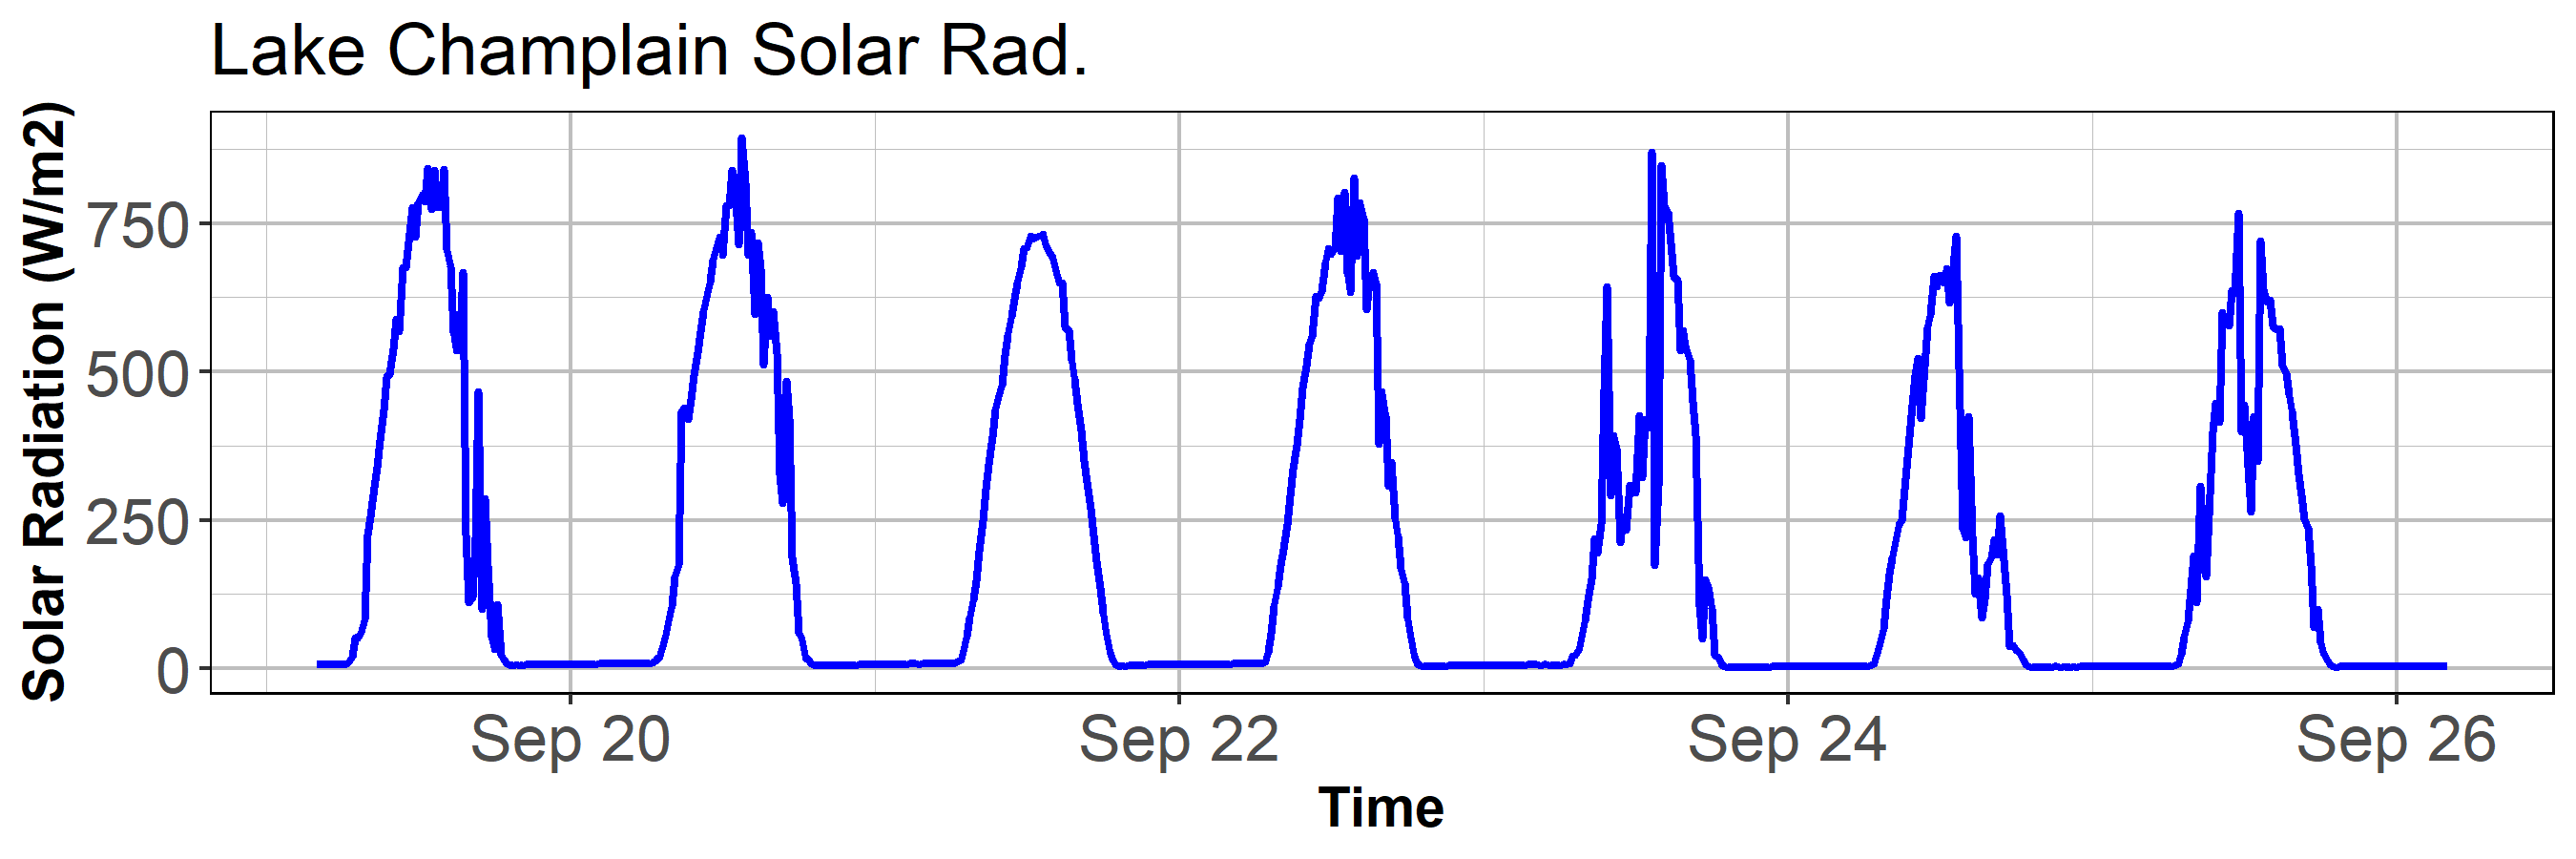 Lake Champlain Solar Rad.
Solar Radiation (W/m2)
750
500
250
0
Sep 20 Sep 22 Sep 24 Sep 26
Time